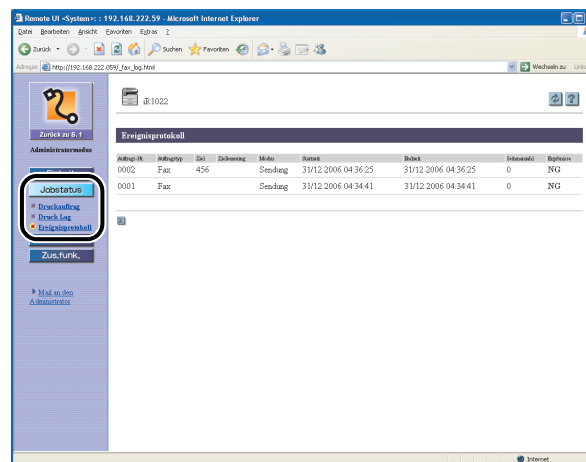 Remote UI <System>: : 192.168.222.59 - Microsoft Internet Explorer
Datei Bearbeiten Ansicht Favoriten Extras ?
Zurück Suchen Favoriten
Adresse http://192.168.222.059/_fax_log.html Wechseln zu Links
iR1022
Zurück zu S. 1
Administratormodus
Ereignisprotokoll
Auftrags-Nr. Auftragstyp Ziel Zielkennung Modus Startzeit Endzeit Seitenanzahl Ergebnisse
0002 Fax 456 Sendung 31/12 2006 04:36:25 31/12 2006 04:36:25 0 NG
0001 Fax Sendung 31/12 2006 04:34:41 31/12 2006 04:34:41 0 NG
Jobstatus
Druckauftrag
Druck Log
Ereignisprotokoll
Zus.funk.
Mail an den
Administrator
Internet